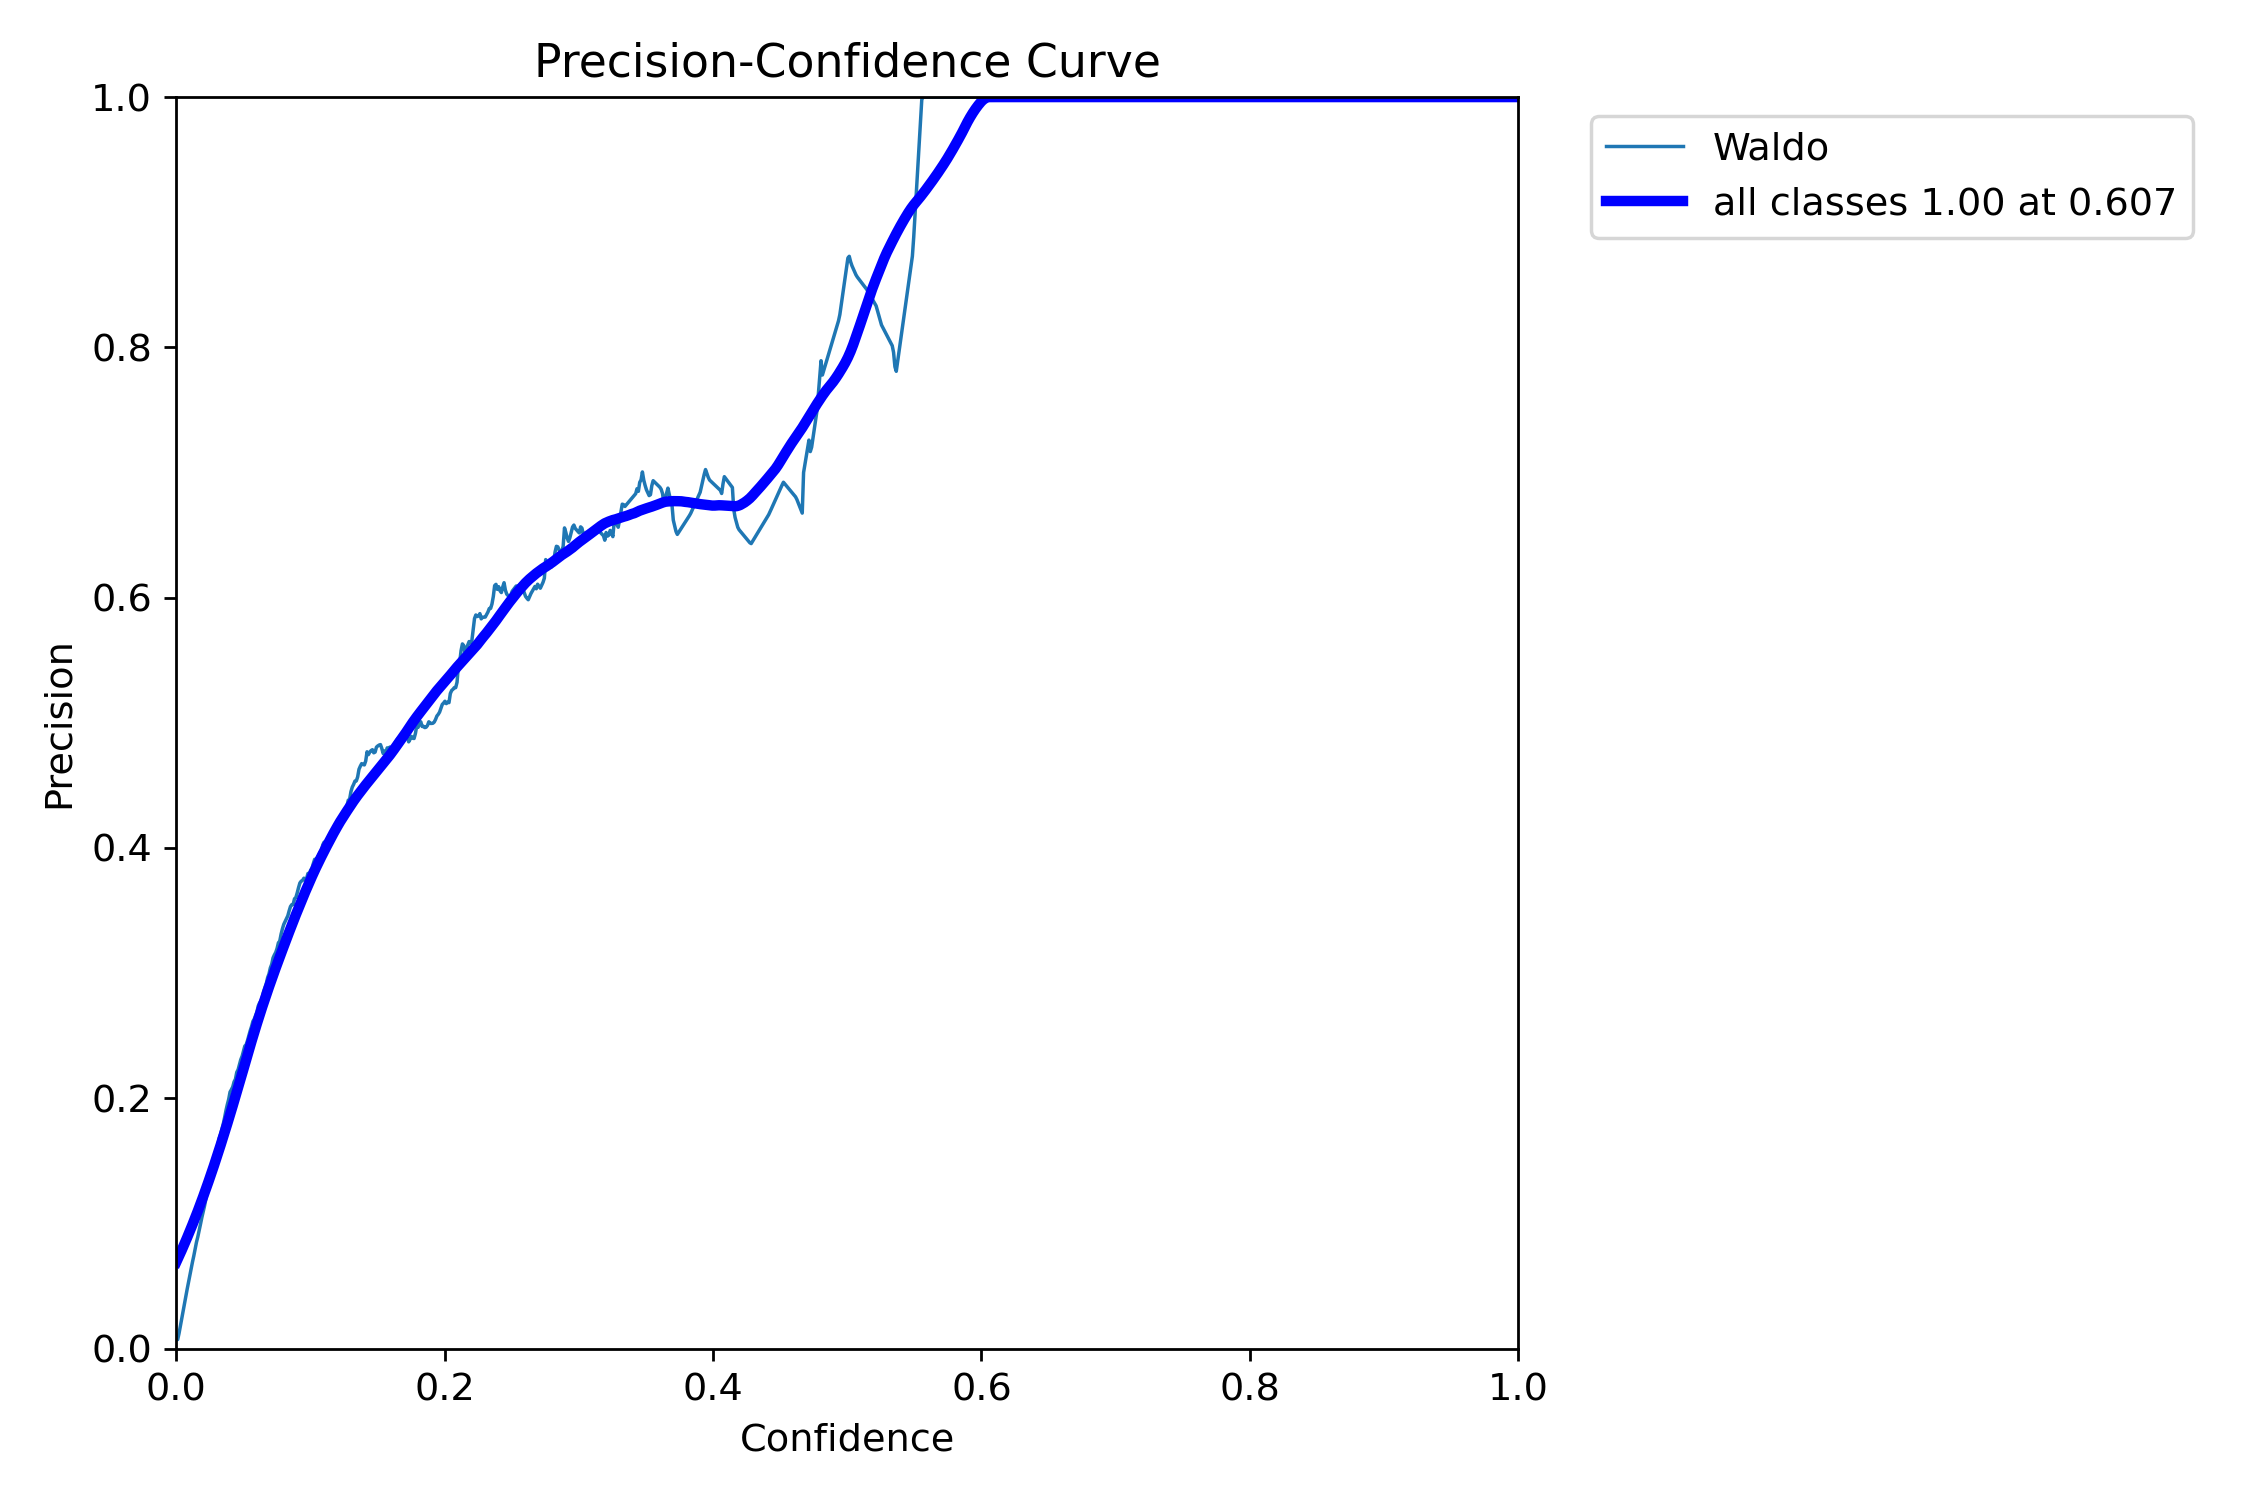 Precision-Confidence Curve
1.0
0.8
0.6
0.4
0.2
0.0
Precision
0.0 0.2 0.4 0.6 0.8 1.0
Confidence
Waldo
all classes 1.00 at 0.607